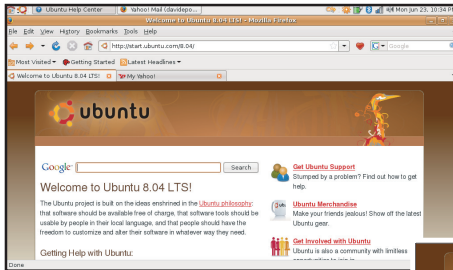 Ubuntu Help Center
Yahoo! Mail (davidepo...
Mon Jun 23, 10:34 PM
Welcome to Ubuntu 8.04 LTS! - Mozilla Firefox
File Edit View History Bookmarks Tools Help
http://start.ubuntu.com/8.04/
Google
Most Visited Getting Started Latest Headlines
Welcome to Ubuntu 8.04 LTS!
My Yahoo!
ubuntu
Google
Search
Welcome to Ubuntu 8.04 LTS!
The Ubuntu project is built on the ideas enshrined in the Ubuntu philosophy:
that software should be available free of charge, that software tools should be
usable by people in their local language, and that people should have the
freedom to customize and alter their software in whatever way they need.
Getting Help with Ubuntu:
Get Ubuntu Support
Stumped by a problem? Find out how to get
help.
Ubuntu Merchandise
Make your friends jealous! Show off the latest
Ubuntu gear.
Get Involved with Ubuntu
Ubuntu is also a community with limitless
opportunities to join in
Done